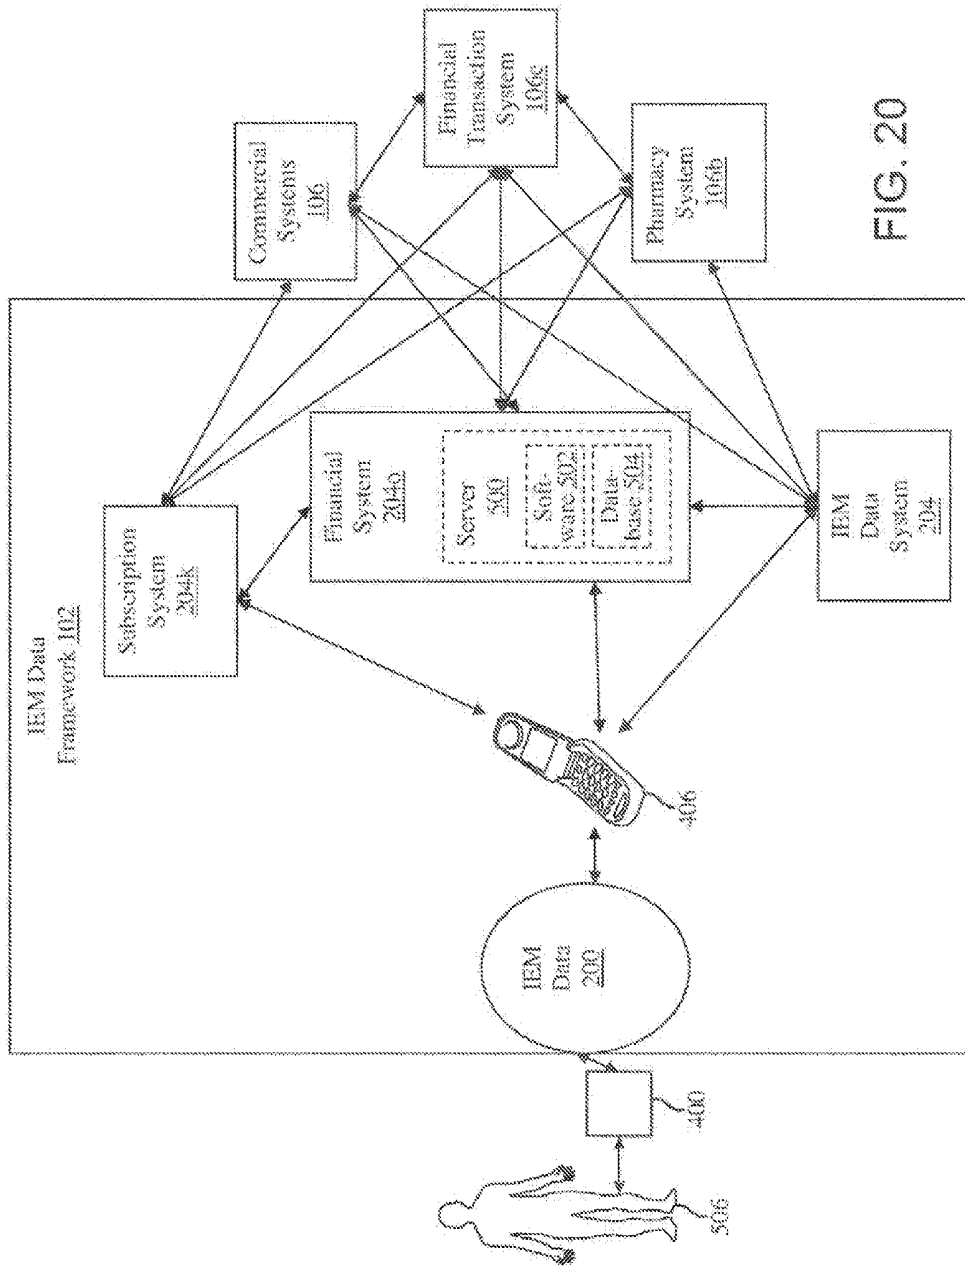 IEM Data
Framework 102
Subscription
System
204k
Financial
System
204o
Server
500
Soft-
ware 502
Data-
base 504
IEM
Data
System
204
Commercial
Systems
106
Financial
Transaction
System
106c
Pharmacy
System
106b
IEM
Data
200
406
400
506
FIG. 20